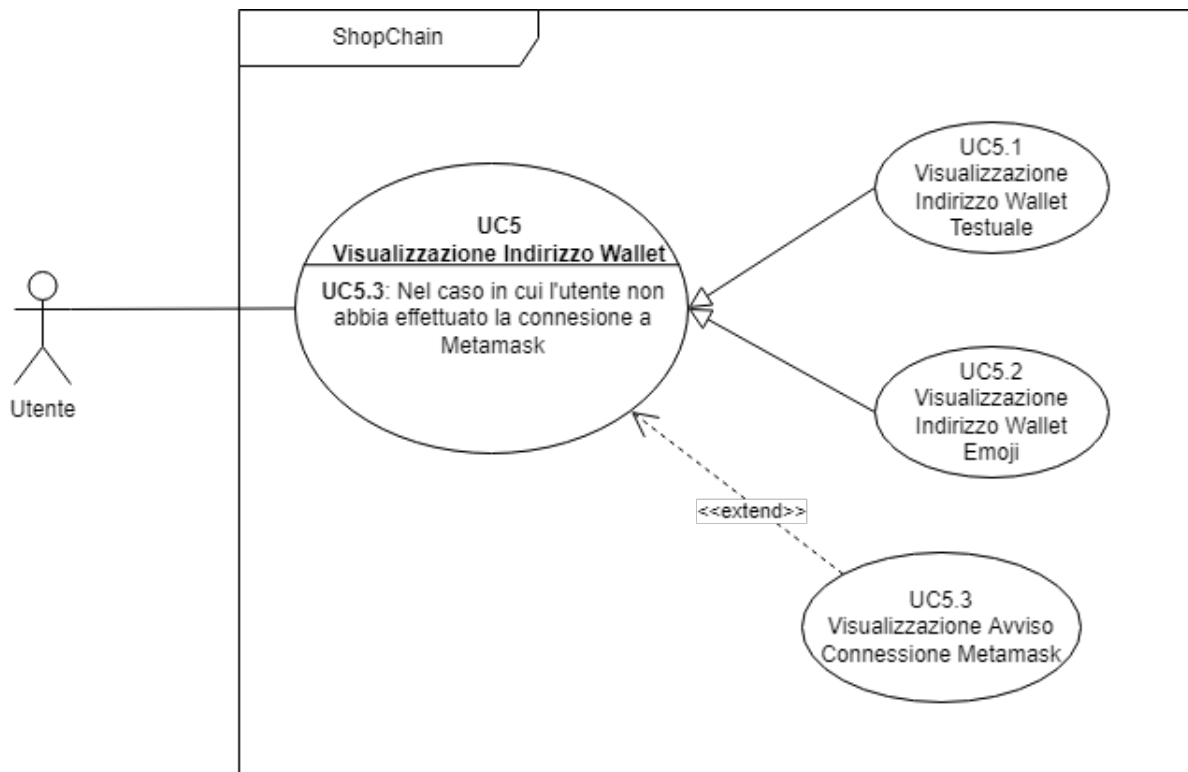 ShopChain
UC5
Visualizzazione Indirizzo Wallet
UC5.3: Nel caso in cui l'utente non
abbia effettuato la connesione a
Metamask
Utente
UC5.1
Visualizzazione
Indirizzo Wallet
Testuale
UC5.2
Visualizzazione
Indirizzo Wallet
Emoji
<<extend>>
UC5.3
Visualizzazione Avviso
Connessione Metamask